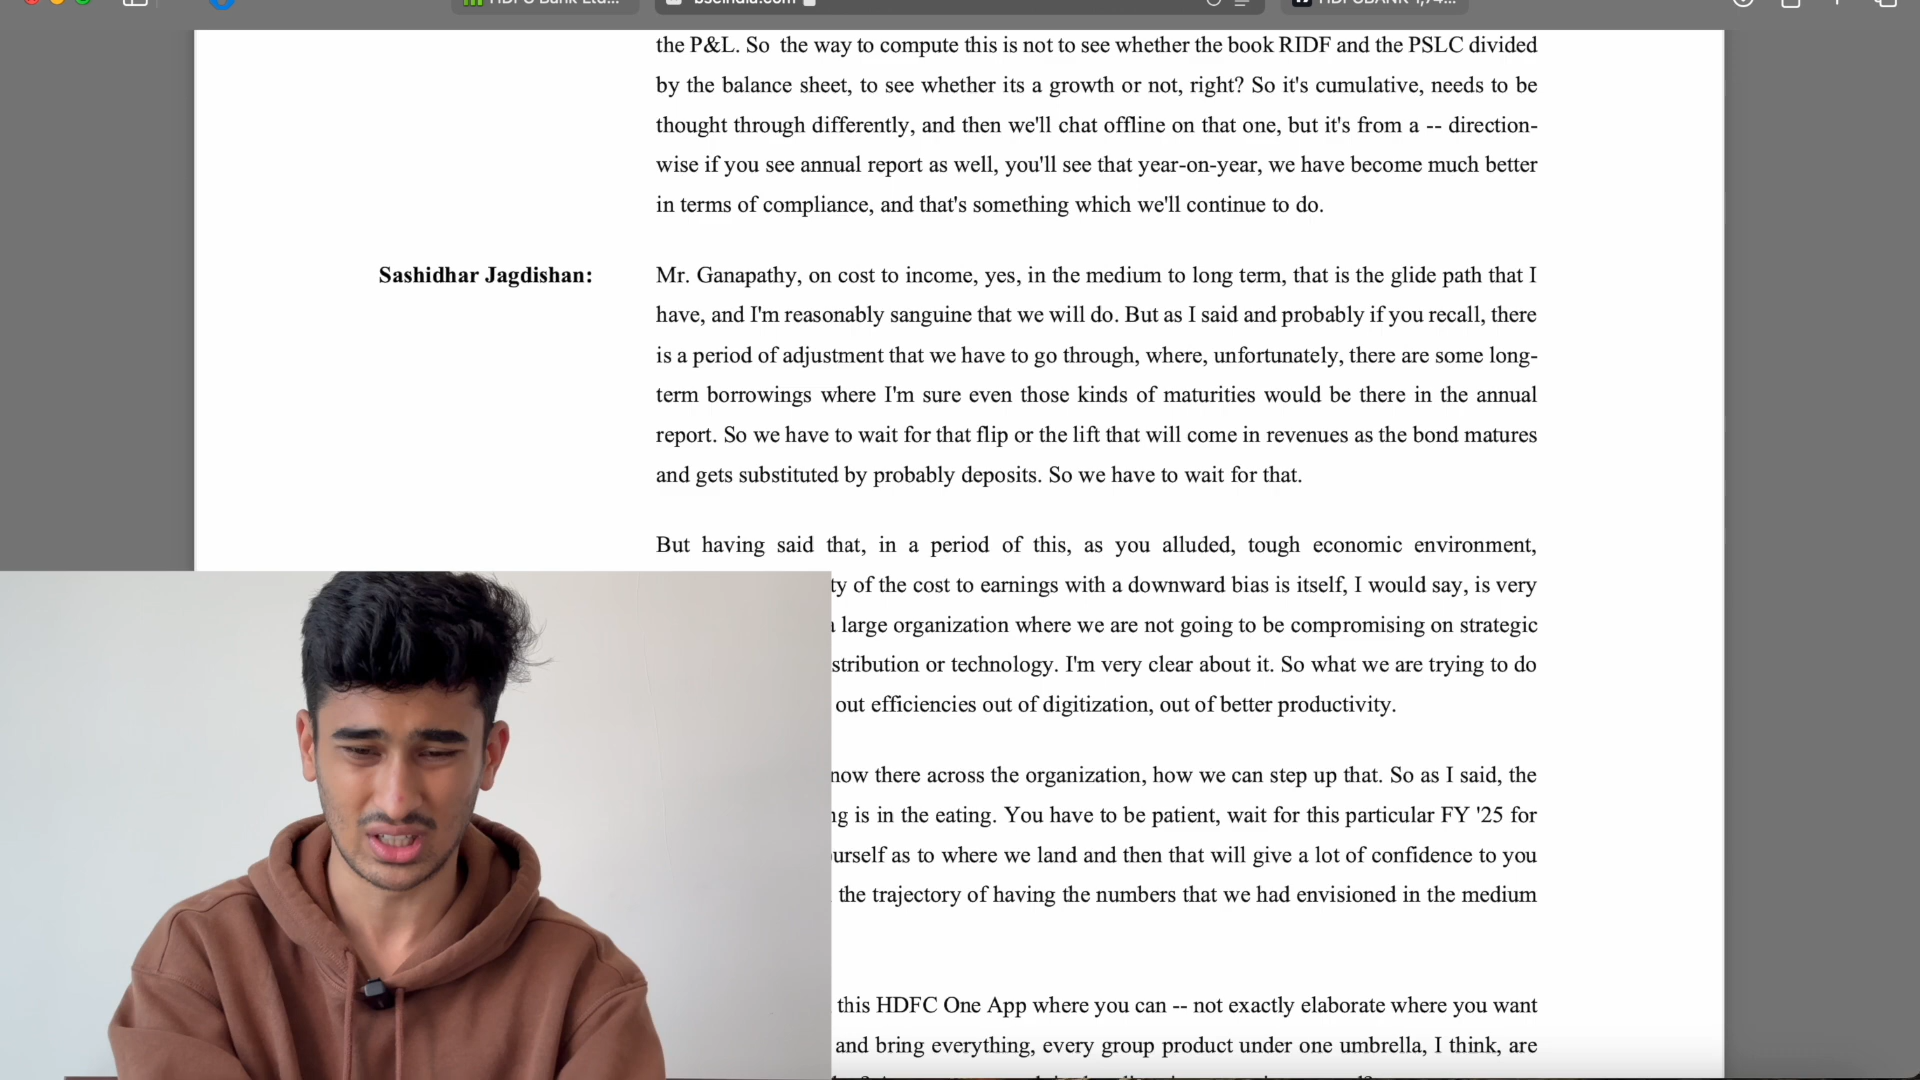 HDFC Bank Ltd...
bseindia.com
the P&L. So the way to compute this is not to see whether the book RIDF and the PSLC divided
by the balance sheet, to see whether its a growth or not, right? So it's cumulative, needs to be
thought through differently, and then we'll chat offline on that one, but it's from a -- direction-
wise if you see annual report as well, you'll see that year-on-year, we have become much better
in terms of compliance, and that's something which we'll continue to do.
Sashidhar Jagdishan:
Mr. Ganapathy, on cost to income, yes, in the medium to long term, that is the glide path that I
have, and I'm reasonably sanguine that we will do. But as I said and probably if you recall, there
is a period of adjustment that we have to go through, where, unfortunately, there are some long-
term borrowings where I'm sure even those kinds of maturities would be there in the annual
report. So we have to wait for that flip or the lift that will come in revenues as the bond matures
and gets substituted by probably deposits. So we have to wait for that.
But having said that, in a period of this, as you alluded, tough economic environment,
ty of the cost to earnings with a downward bias is itself, I would say, is very
large organization where we are not going to be compromising on strategic
stribution or technology. I'm very clear about it. So what we are trying to do
out efficiencies out of digitization, out of better productivity.
now there across the organization, how we can step up that. So as I said, the
ng is in the eating. You have to be patient, wait for this particular FY '25 for
urself as to where we land and then that will give a lot of confidence to you
the trajectory of having the numbers that we had envisioned in the medium
this HDFC One App where you can -- not exactly elaborate where you want
and bring everything, every group product under one umbrella, I think, are